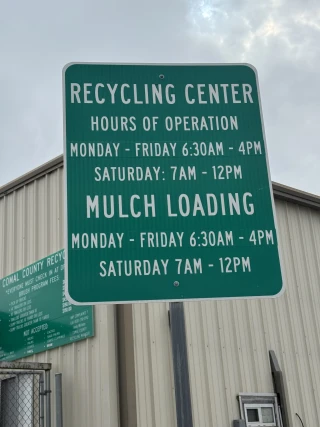 RECYCLING CENTER
HOURS OF OPERATION
MONDAY - FRIDAY 6:30AM - 4PM
SATURDAY: 7AM - 12PM
MULCH LOADING
MONDAY - FRIDAY 6:30AM - 4PM
SATURDAY 7AM - 12PM
COMAL COUNTY RECYC
NOT ACCEPTED